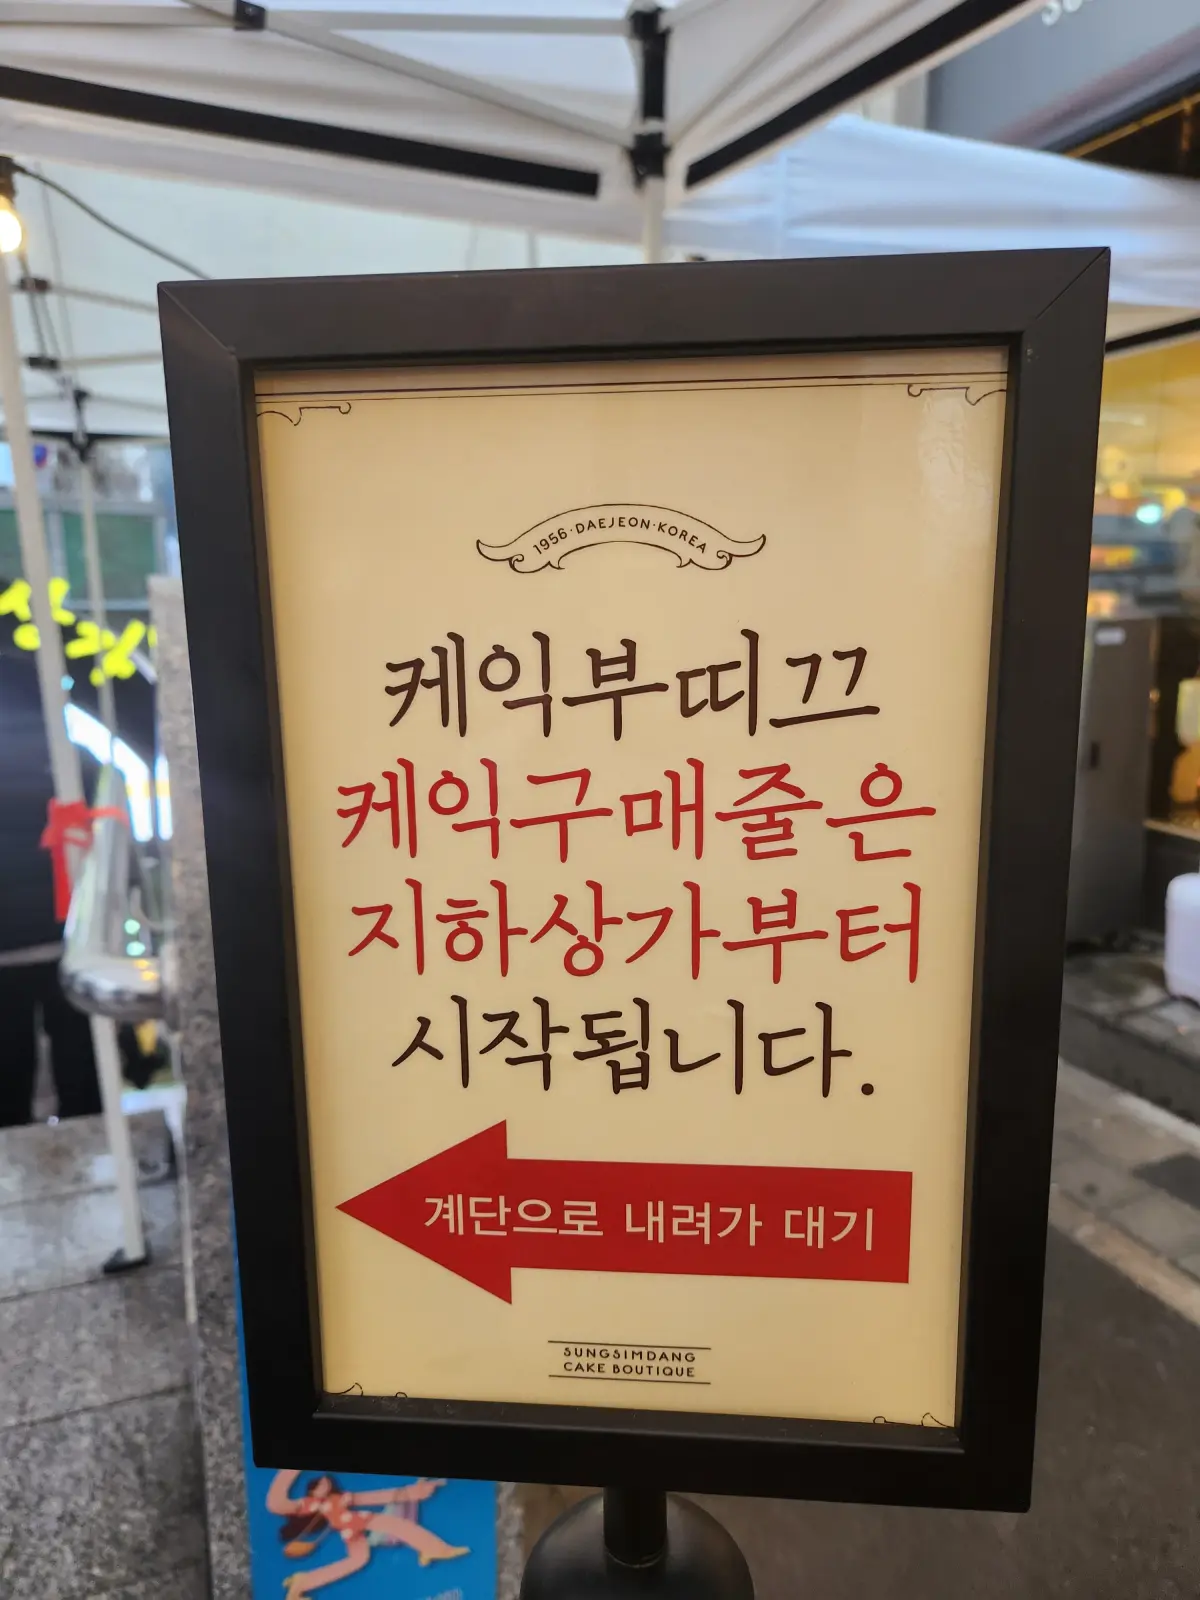 1956·DAEJEON·KOREA
케익부띠끄
케익구매줄은
지하상가부터
시작됩니다.
계단으로 내려가 대기
SUNGSIMDANG
CAKE BOUTIQUE